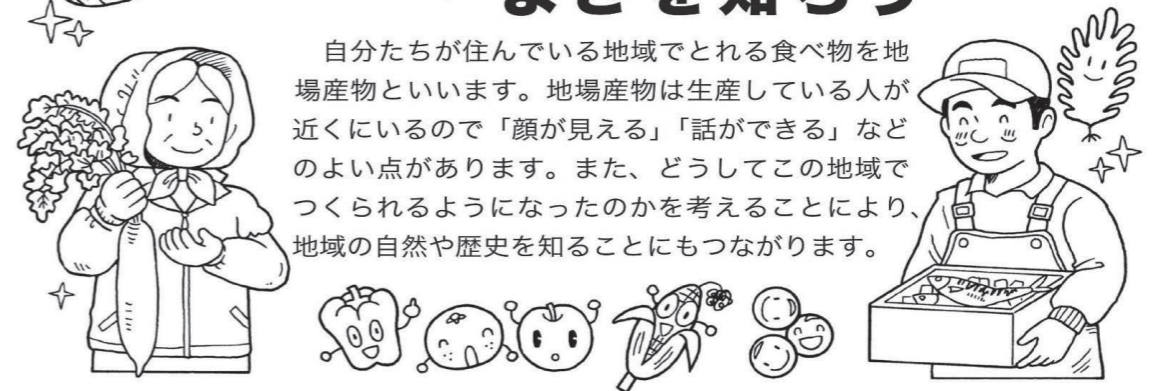 まちを知ろう
自分たちが住んでいる地域でとれる食べ物を地
場産物といいます。地場産物は生産している人が
近くにいるので「顔が見える」「話ができる」など
のよい点があります。また、どうしてこの地域で
つくられるようになったのかを考えることにより、
地域の自然や歴史を知ることにもつながります。